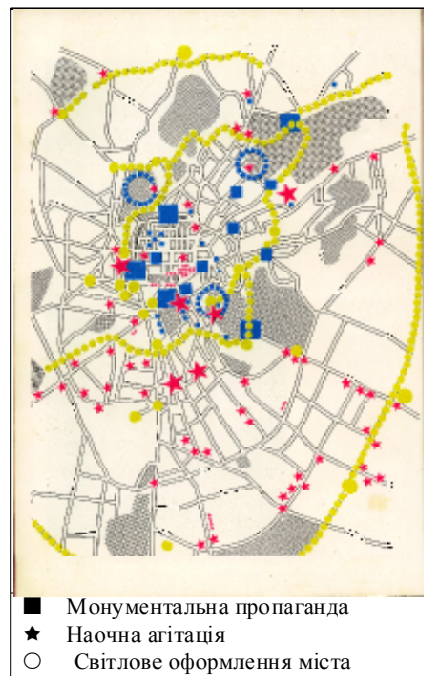 Монументальна пропаганда
Наочна агітація
Світлове оформлення міста